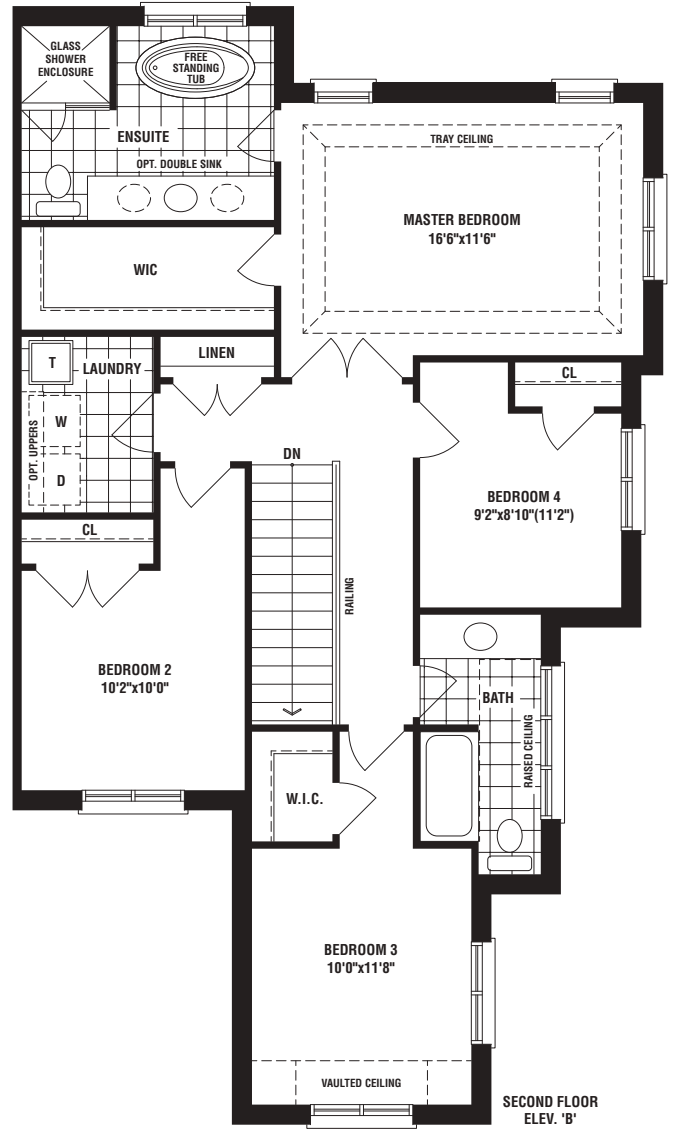 GLASS
SHOWER
ENCLOSURE
FREE
STANDING
TUB
ENSUITE
OPT. DOUBLE SINK
TRAY CEILING
MASTER BEDROOM
16'6"x11'6"
WIC
LINEN
T
LAUNDRY
W
OPT. UPPERS
D
CL
CL
DN
BEDROOM 4
9'2"x8'10"(11'2")
RAILING
BEDROOM 2
10'2"x10'0"
BATH
RAISED CEILING
W.I.C.
BEDROOM 3
10'0"x11'8"
VAULTED CEILING
SECOND FLOOR
ELEV. 'B'